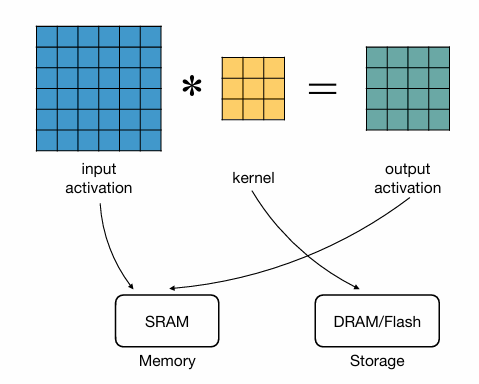 *
=
input
activation
kernel
output
activation
SRAM
DRAM/Flash
Memory
Storage